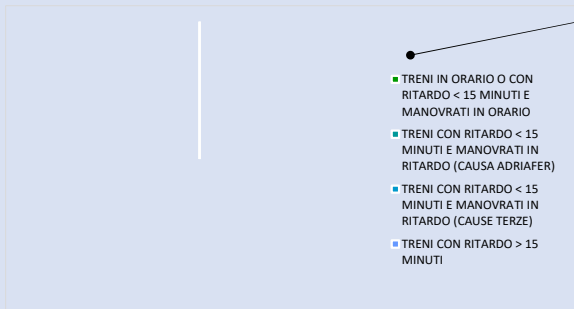 TRENI IN ORARIO O CON
RITARDO < 15 MINUTI E
MANOVRATI IN ORARIO
TRENI CON RITARDO < 15
MINUTI E MANOVRATI IN
RITARDO (CAUSA ADRIAFER)
TRENI CON RITARDO < 15
MINUTI E MANOVRATI IN
RITARDO (CAUSE TERZE)
TRENI CON RITARDO > 15
MINUTI